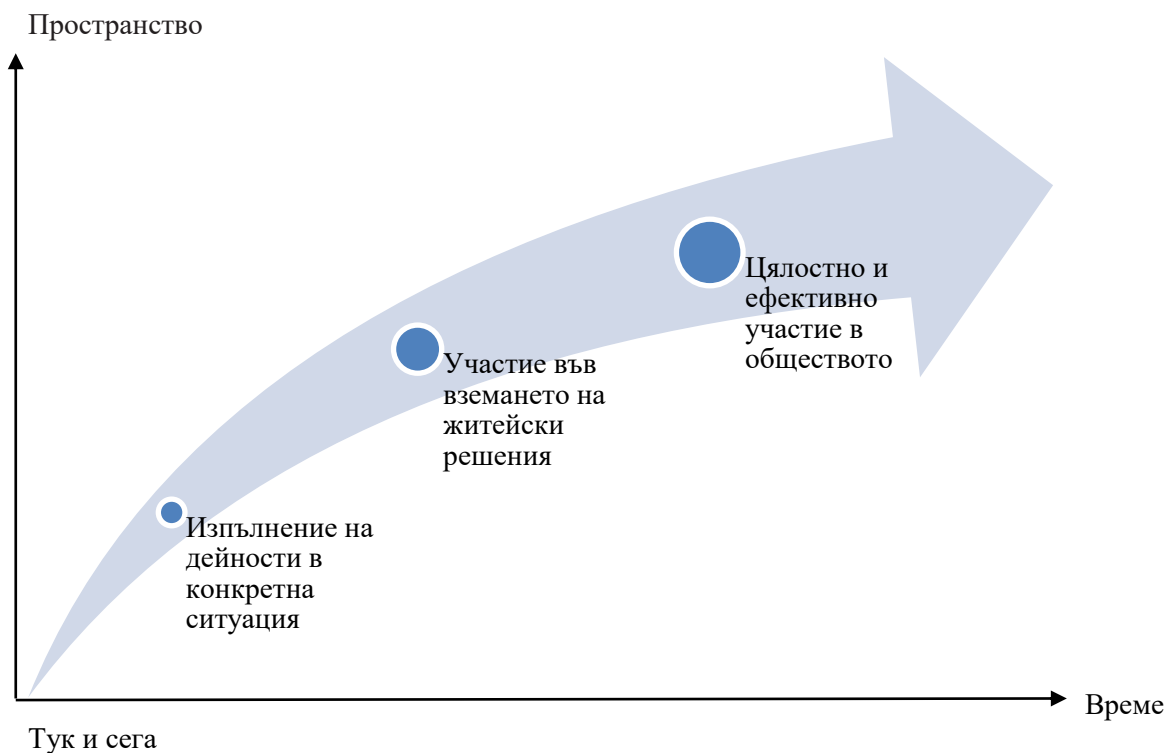 Пространство
Цялостно и
ефективно
участие в
обществото
Участие във
вземането на
житейски
решения
Изпълнение на
дейности в
конкретна
ситуация
Време
Тук и сега